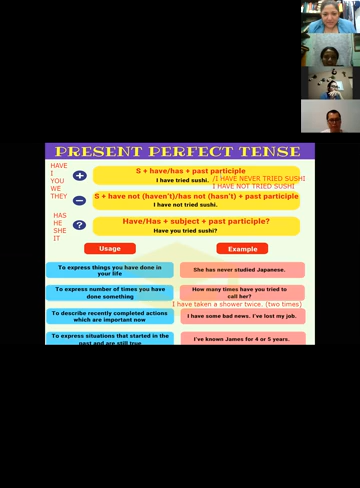 PRESENT PERFECT TENSE
HAVE
I
YOU
WE
THEY
S + have/has + past participle
I have tried sushi. /I HAVE NEVER TRIED SUSHI
I HAVE NOT TRIED SUSHI
S + have not (haven't)/has not (hasn't) + past participle
I have not tried sushi.
HAS
HE
SHE
IT
Have/Has + subject + past participle?
Have you tried sushi?
Usage
Example
To express things you have done in
your life
She has never studied Japanese.
To express number of times you have
done something
How many times have you tried to
call her?
I have taken a shower twice. (two times)
To describe recently completed actions
which are important now
I have some bad news. I've lost my job.
To express situations that started in the
past and are still true
I've known James for 4 or 5 years.